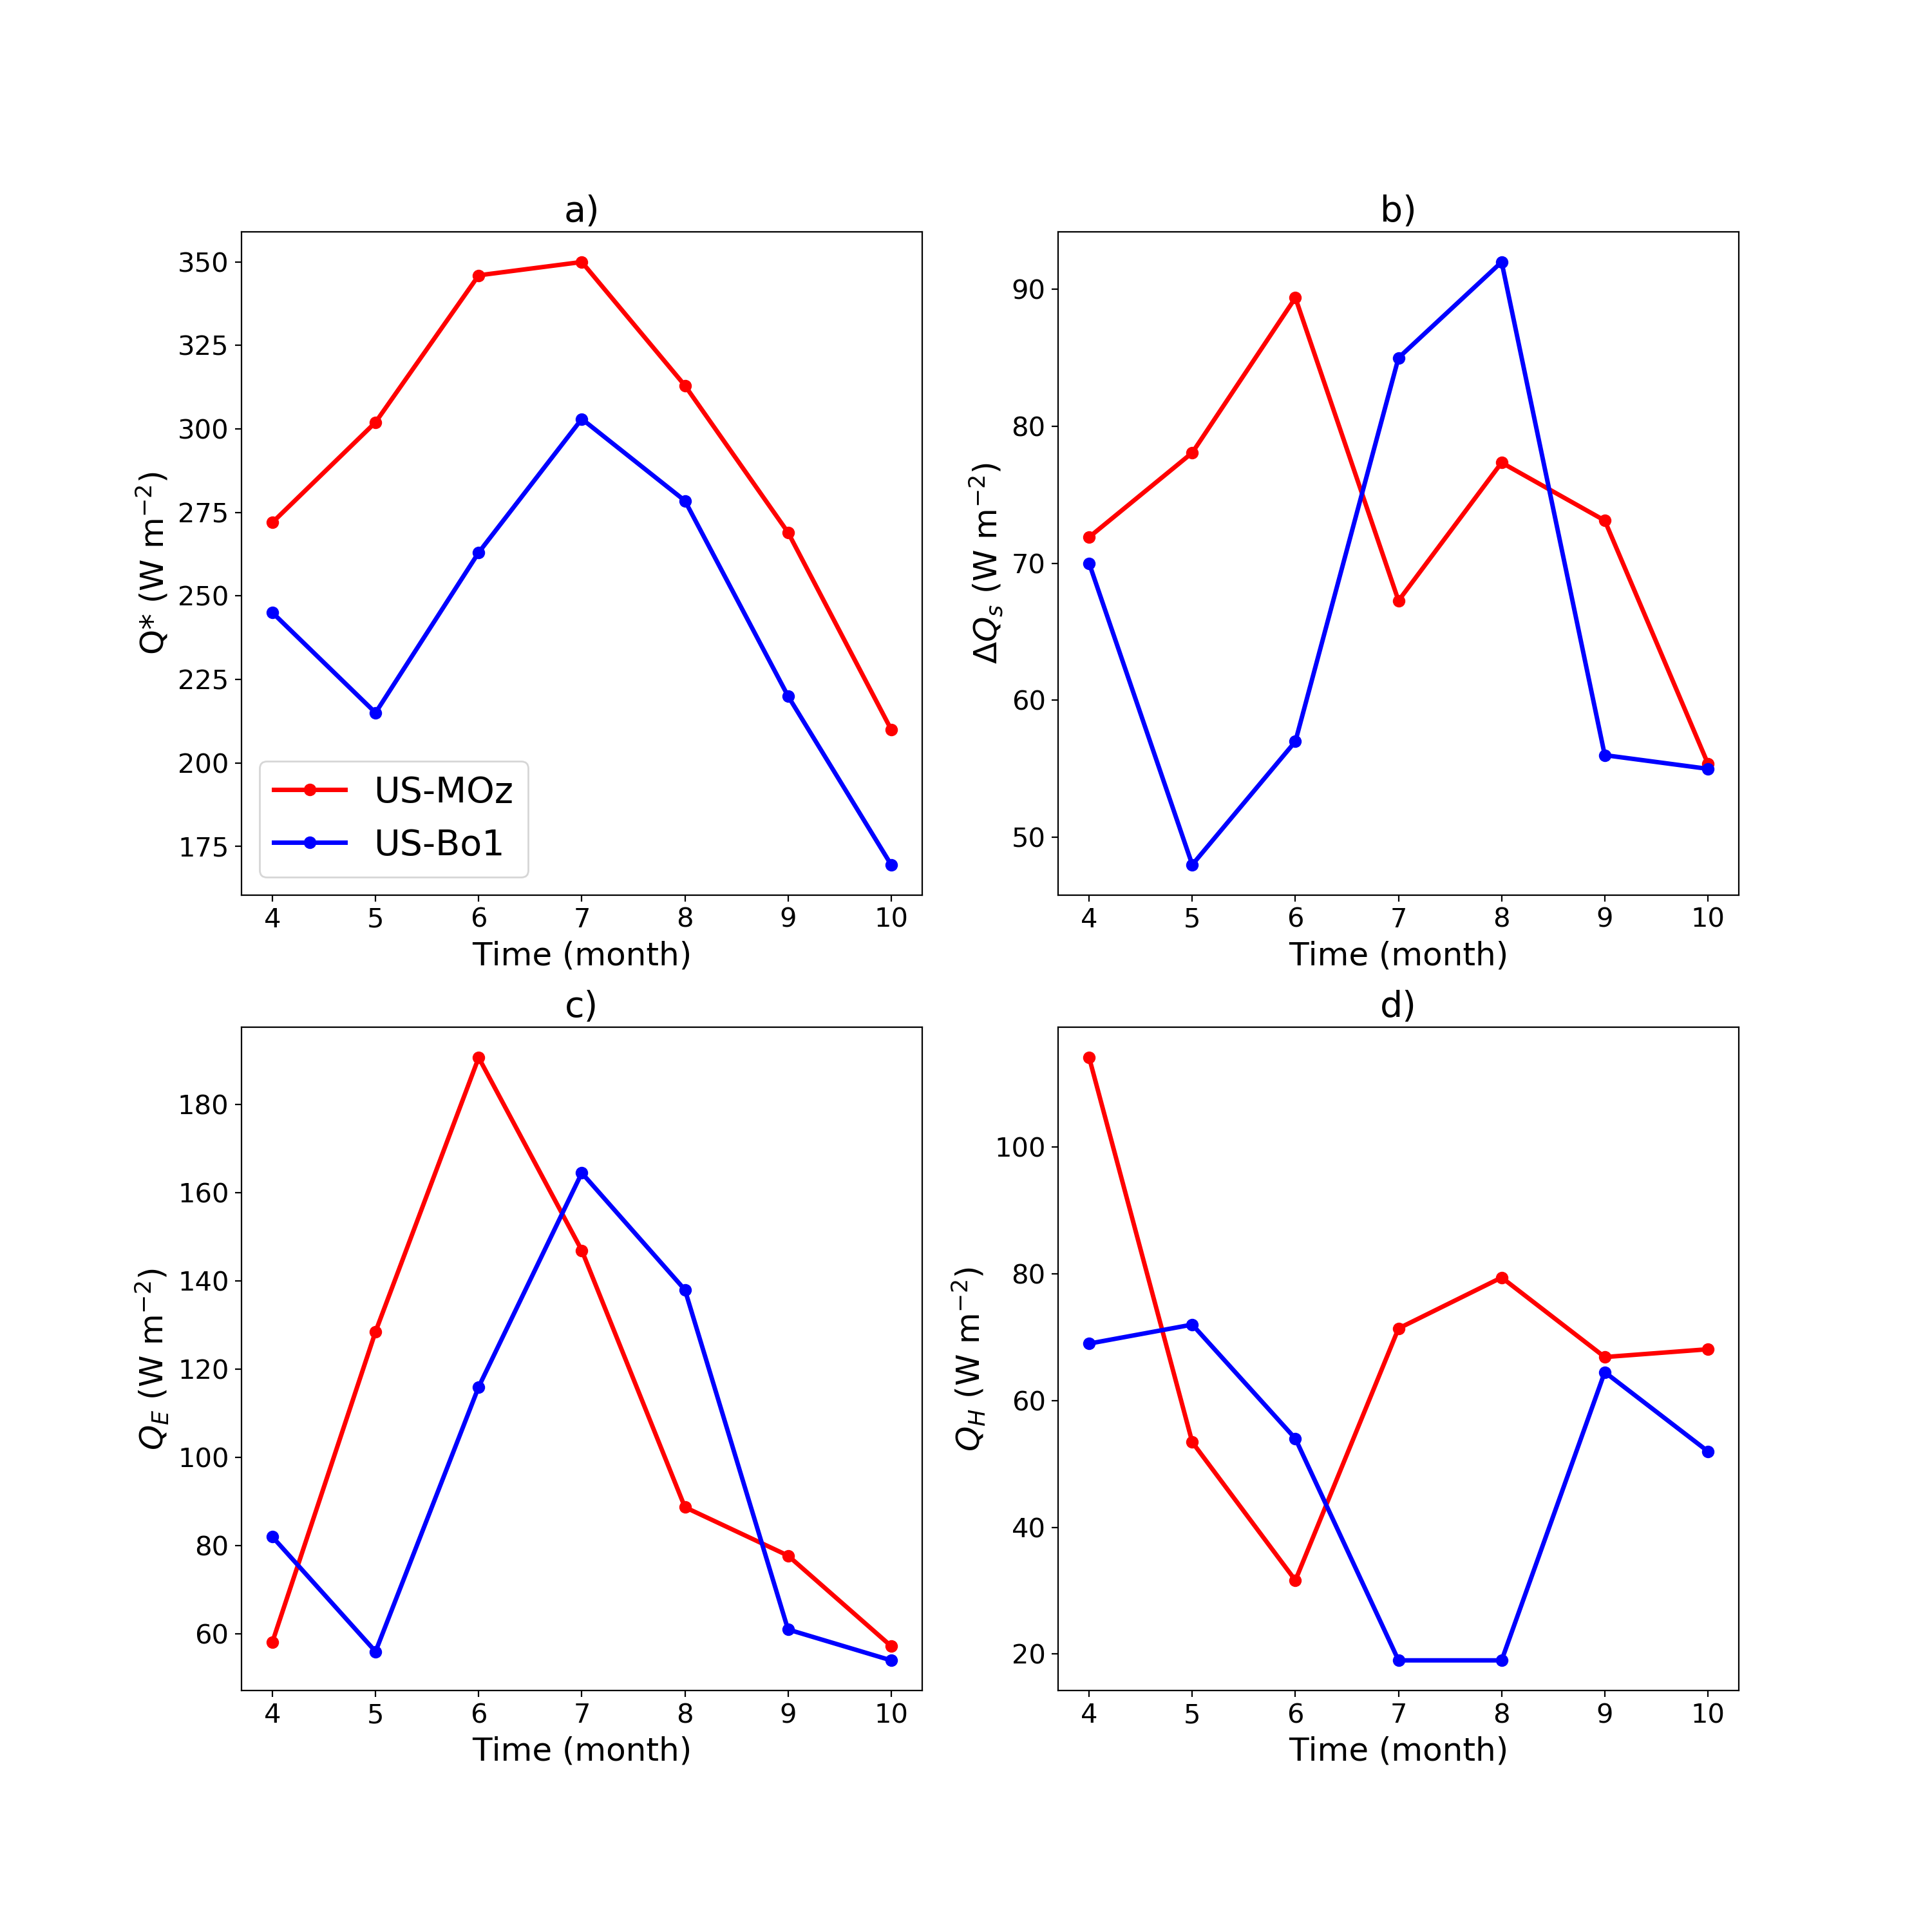 a)
350
325
300
275
250
225
200
175
Q* (W m⁻²)
US-MOz
US-Bo1
4 5 6 7 8 9 10
Time (month)
b)
90
80
70
60
50
ΔQₛ (W m⁻²)
4 5 6 7 8 9 10
Time (month)
c)
180
160
140
120
100
80
60
Q_E (W m⁻²)
4 5 6 7 8 9 10
Time (month)
d)
100
80
60
40
20
Q_H (W m⁻²)
4 5 6 7 8 9 10
Time (month)